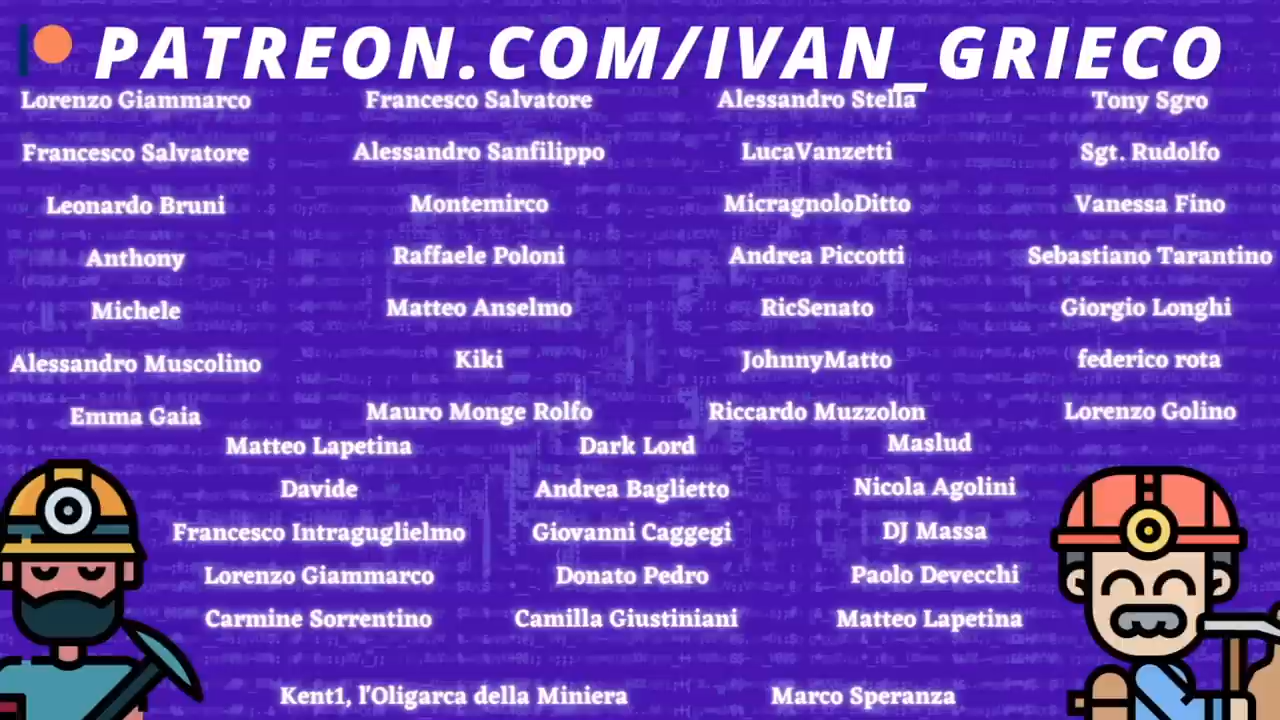 PATREON.COM/IVAN_GRIECO
Lorenzo Giammarco Francesco Salvatore Alessandro Stella Tony Sgro
Francesco Salvatore Alessandro Sanfilippo LucaVanzetti Sgt. Rudolfo
Leonardo Bruni Montemirco MicragnoloDitto Vanessa Fino
Anthony Raffaele Poloni Andrea Piccotti Sebastiano Tarantino
Michele Matteo Anselmo RicSenato Giorgio Longhi
Alessandro Muscolino Kiki JohnnyMatto federico rota
Emma Gaia Mauro Monge Rolfo Riccardo Muzzolon Lorenzo Golino
Matteo Lapetina Dark Lord Maslud
Davide Andrea Baglietto Nicola Agolini
Francesco Intraguglielmo Giovanni Caggegi DJ Massa
Lorenzo Giammarco Donato Pedro Paolo Devecchi
Carmine Sorrentino Camilla Giustiniani Matteo Lapetina
Kent1, l'Oligarca della Miniera Marco Speranza